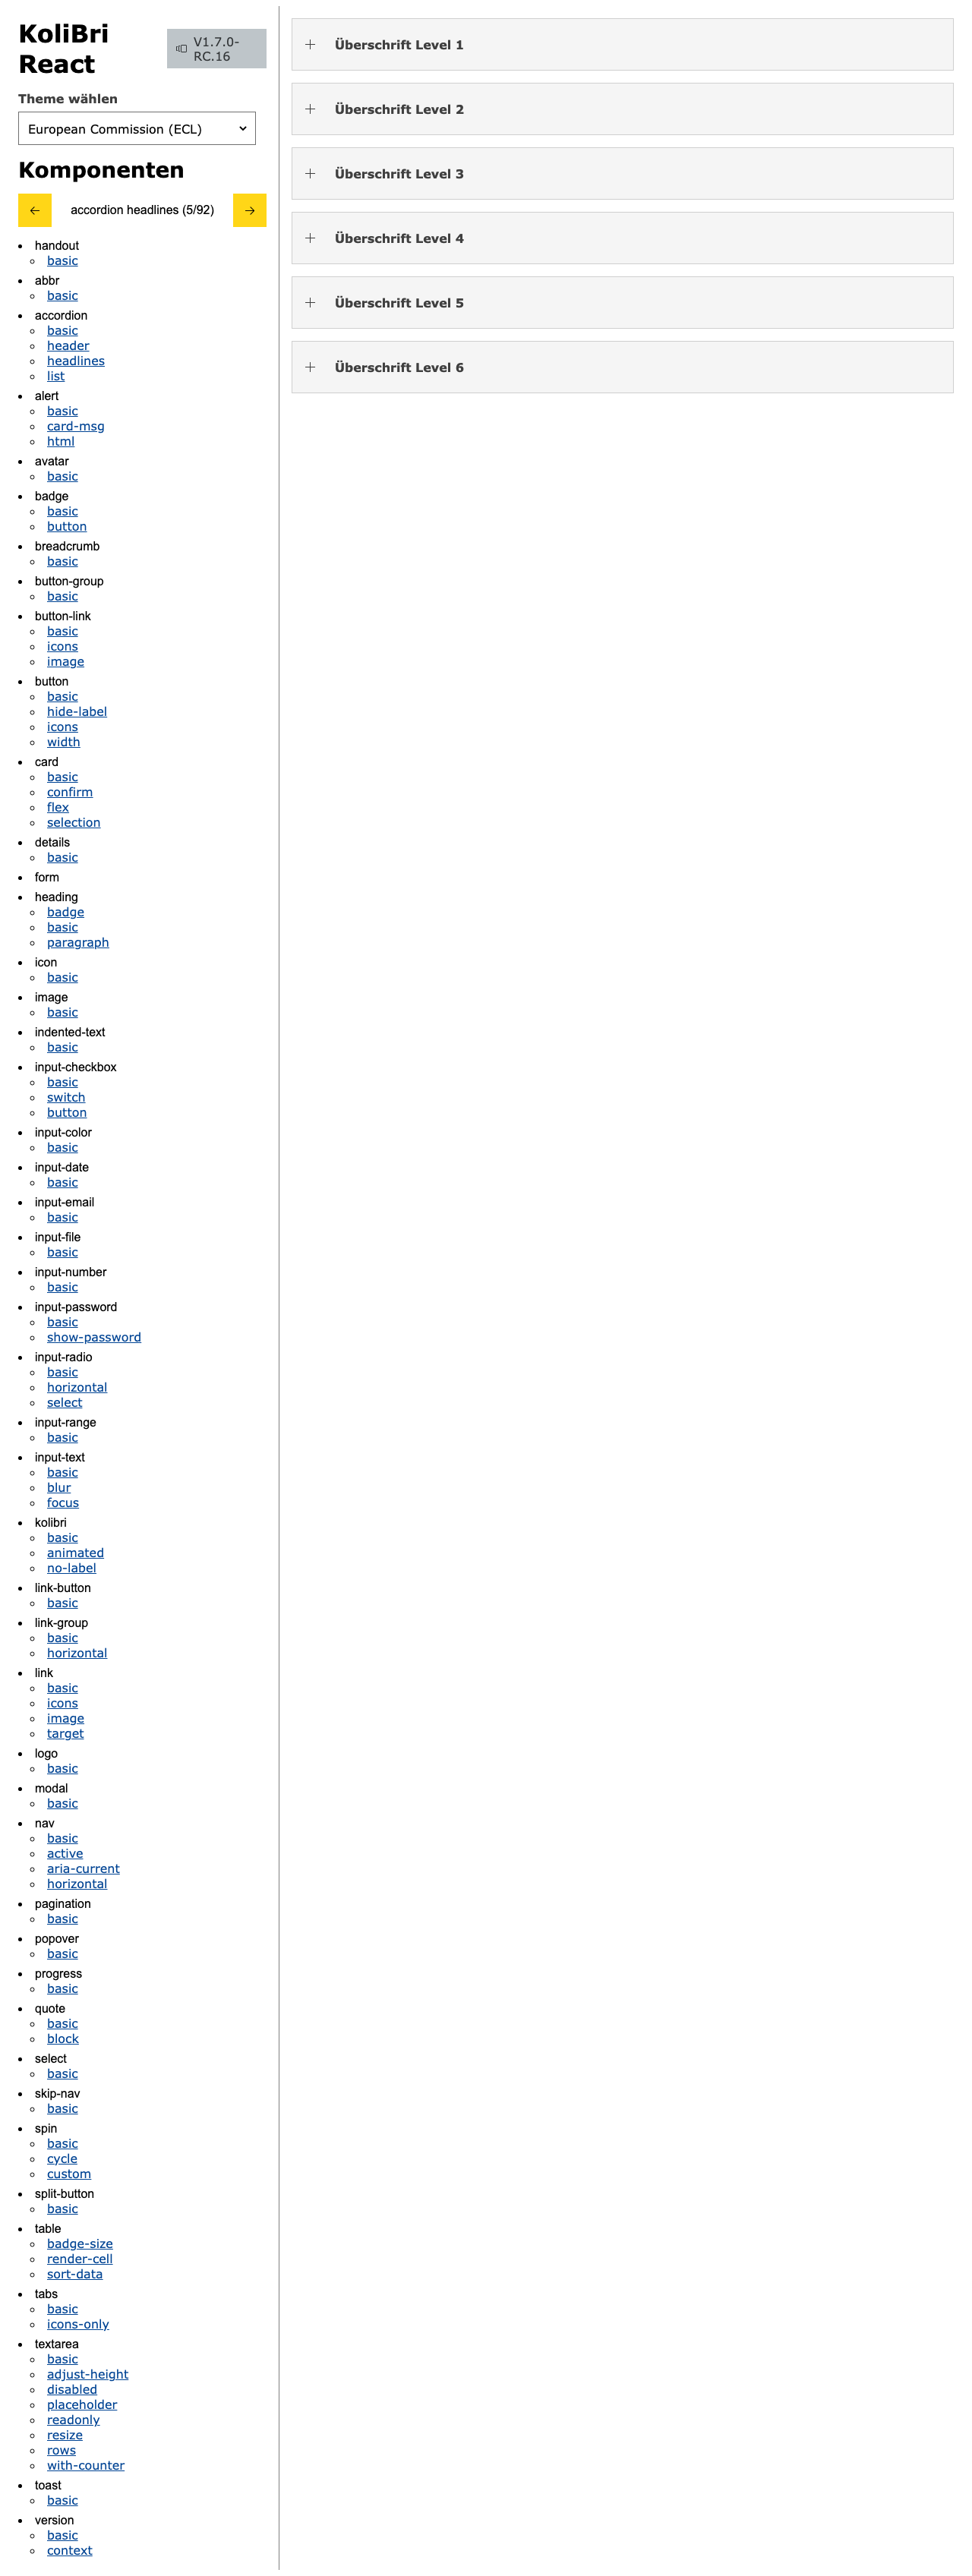 KoliBri
React
V1.7.0-
RC.16
Theme wählen
European Commission (ECL)
Komponenten
accordion headlines (5/92)
handout
basic
abbr
basic
accordion
basic
header
headlines
list
alert
basic
card-msg
html
avatar
basic
badge
basic
button
breadcrumb
basic
button-group
basic
button-link
basic
icons
image
button
basic
hide-label
icons
width
card
basic
confirm
flex
selection
details
basic
form
heading
badge
basic
paragraph
icon
basic
image
basic
indented-text
basic
input-checkbox
basic
switch
button
input-color
basic
input-date
basic
input-email
basic
input-file
basic
input-number
basic
input-password
basic
show-password
input-radio
basic
horizontal
select
input-range
basic
input-text
basic
blur
focus
kolibri
basic
animated
no-label
link-button
basic
link-group
basic
horizontal
link
basic
icons
image
target
logo
basic
modal
basic
nav
basic
active
aria-current
horizontal
pagination
basic
popover
basic
progress
basic
quote
basic
block
select
basic
skip-nav
basic
spin
basic
cycle
custom
split-button
basic
table
badge-size
render-cell
sort-data
tabs
basic
icons-only
textarea
basic
adjust-height
disabled
placeholder
readonly
resize
rows
with-counter
toast
basic
version
basic
context
Überschrift Level 1
Überschrift Level 2
Überschrift Level 3
Überschrift Level 4
Überschrift Level 5
Überschrift Level 6